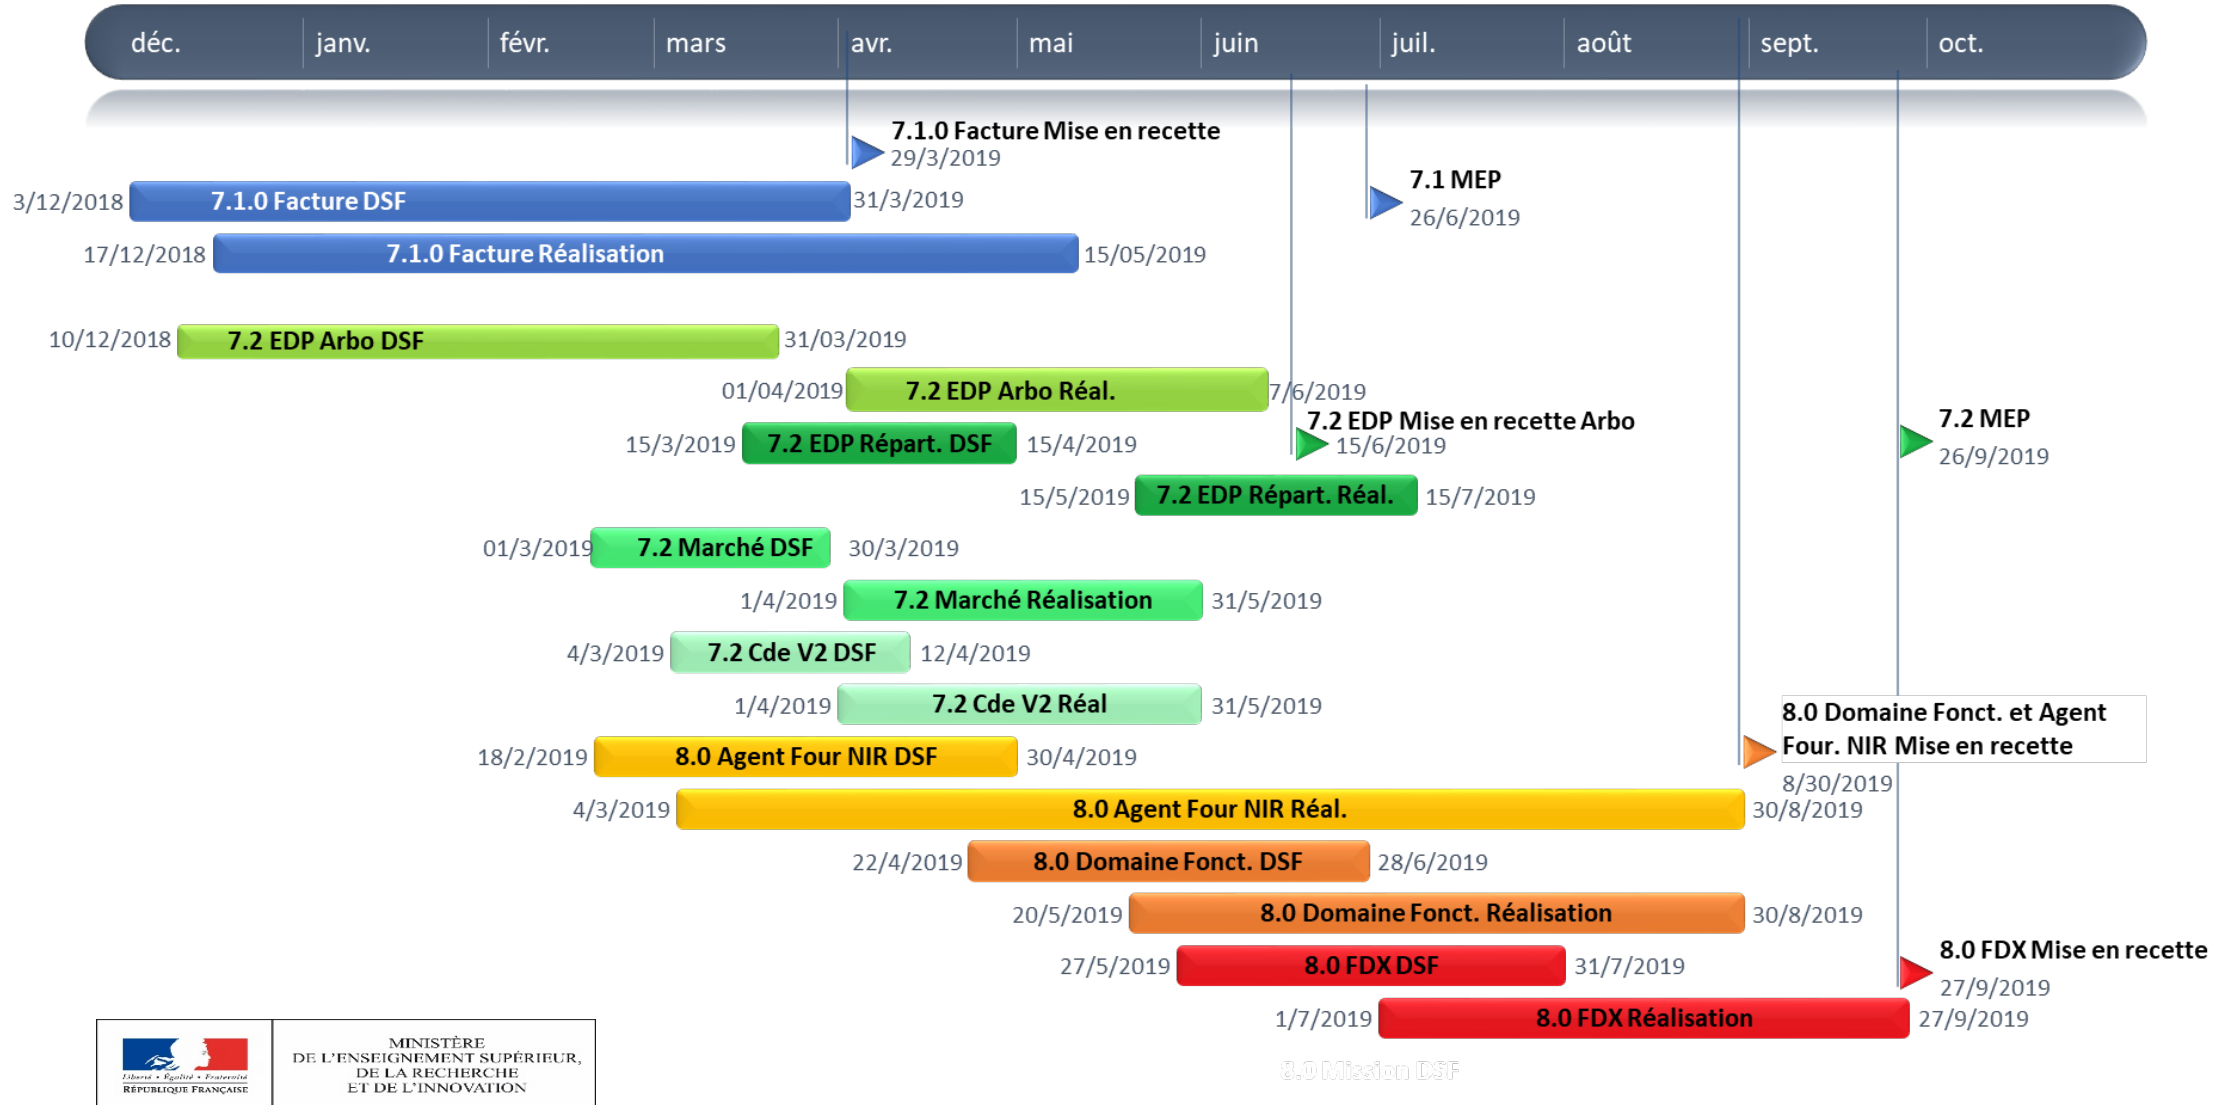 déc. janv. févr. mars avr. mai juin juil. août sept. oct.
7.1.0 Facture Mise en recette
29/3/2019
7.1 MEP
26/6/2019
3/12/2018 7.1.0 Facture DSF 31/3/2019
17/12/2018 7.1.0 Facture Réalisation 15/05/2019
10/12/2018 7.2 EDP Arbo DSF 31/03/2019
01/04/2019 7.2 EDP Arbo Réal. 7/6/2019
7.2 EDP Mise en recette Arbo
15/6/2019
7.2 MEP
26/9/2019
15/3/2019 7.2 EDP Répart. DSF 15/4/2019
15/5/2019 7.2 EDP Répart. Réal. 15/7/2019
01/3/2019 7.2 Marché DSF 30/3/2019
1/4/2019 7.2 Marché Réalisation 31/5/2019
4/3/2019 7.2 Cde V2 DSF 12/4/2019
1/4/2019 7.2 Cde V2 Réal 31/5/2019
8.0 Domaine Fonct. et Agent
Four. NIR Mise en recette
8/30/2019
18/2/2019 8.0 Agent Four NIR DSF 30/4/2019
4/3/2019 8.0 Agent Four NIR Réal. 30/8/2019
22/4/2019 8.0 Domaine Fonct. DSF 28/6/2019
20/5/2019 8.0 Domaine Fonct. Réalisation 30/8/2019
8.0 FDX Mise en recette
27/9/2019
27/5/2019 8.0 FDX DSF 31/7/2019
1/7/2019 8.0 FDX Réalisation 27/9/2019
8.0 Mission DSF
Liberté • Égalité • Fraternité
RÉPUBLIQUE FRANÇAISE
MINISTÈRE
DE L'ENSEIGNEMENT SUPÉRIEUR,
DE LA RECHERCHE
ET DE L'INNOVATION